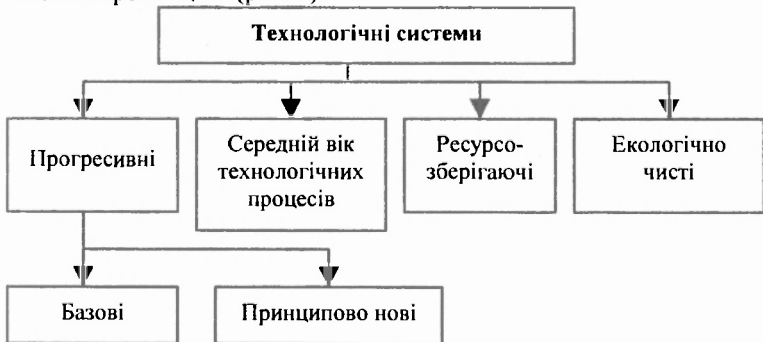 Технологічні системи
Прогресивні
Середній вік
технологічних
процесів
Ресурсо-
зберігаючі
Екологічно
чисті
Базові
Принципово нові